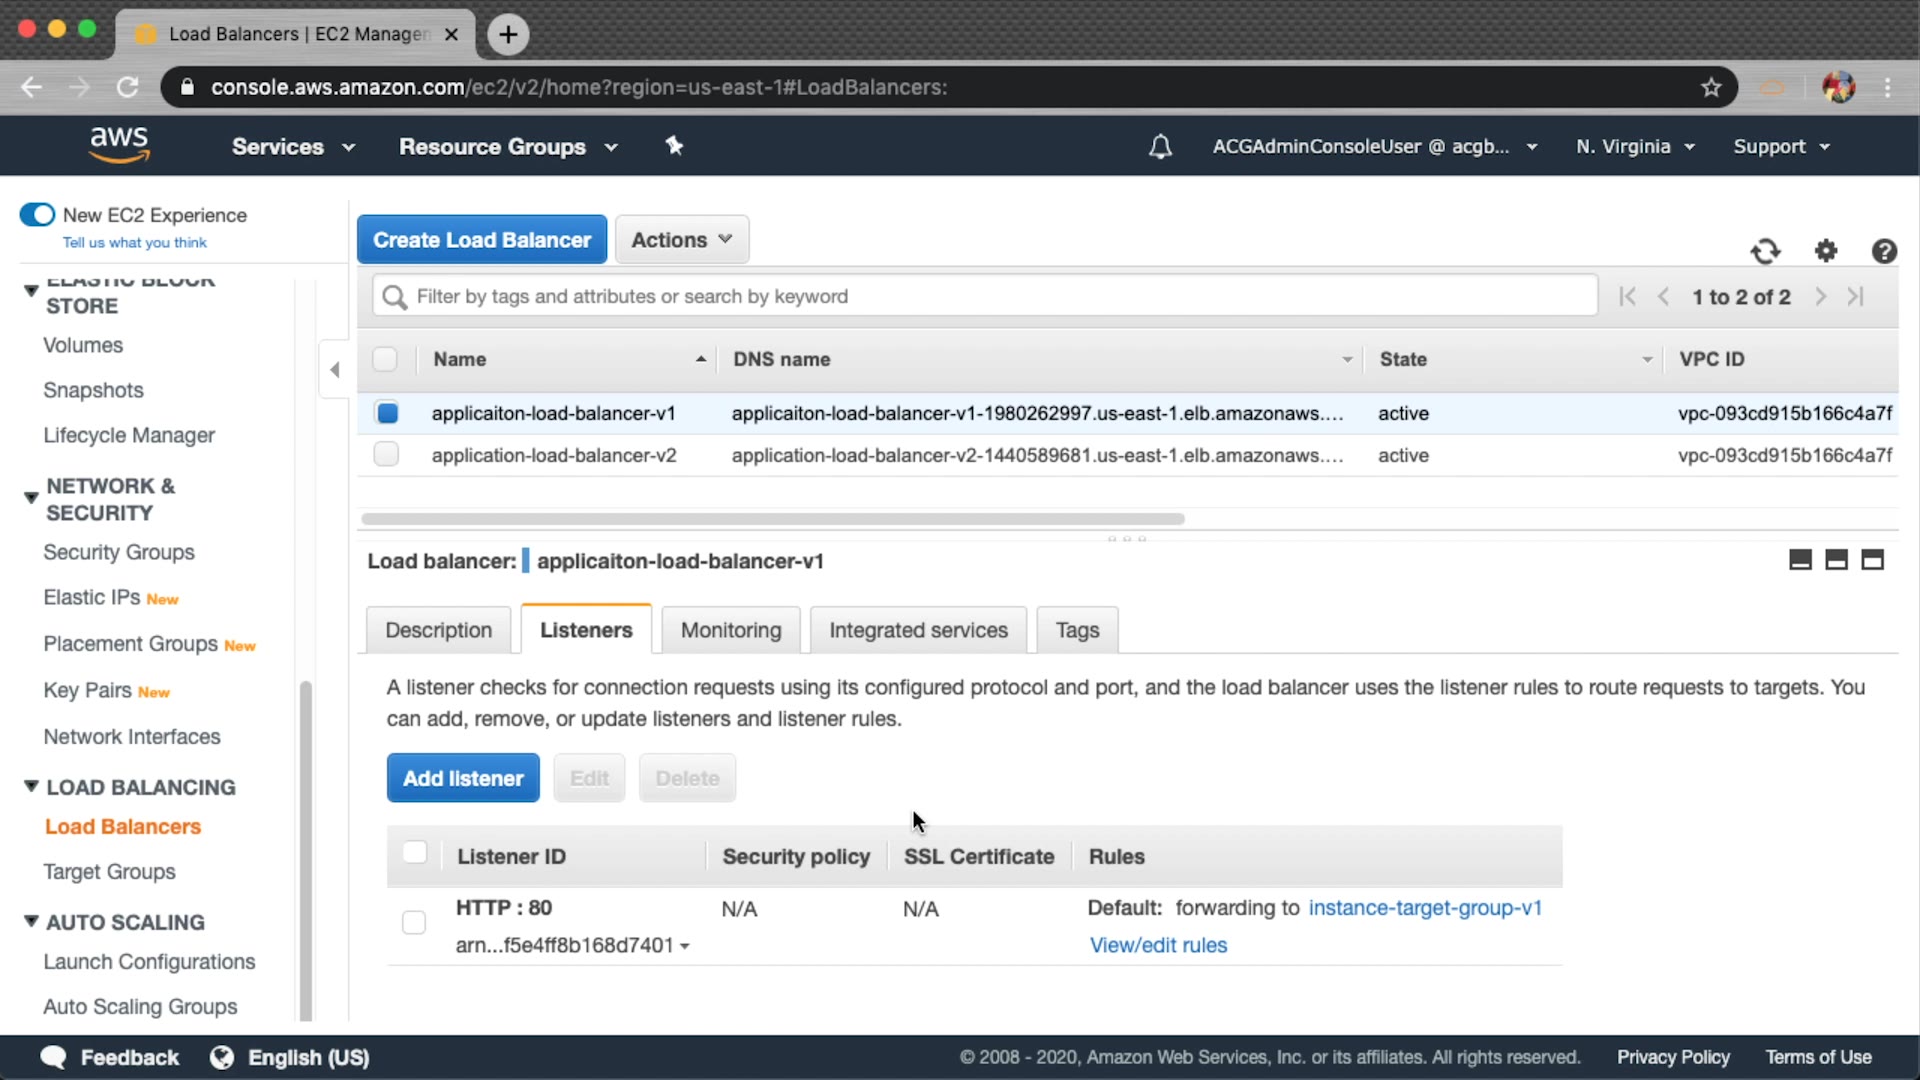 Load Balancers | EC2 Manager
console.aws.amazon.com/ec2/v2/home?region=us-east-1#LoadBalancers:
aws
Services
Resource Groups
ACGAdminConsoleUser @ acgb...
N. Virginia
Support
New EC2 Experience
Tell us what you think
ELASTIC BLOCK
STORE
Volumes
Snapshots
Lifecycle Manager
NETWORK &
SECURITY
Security Groups
Elastic IPs New
Placement Groups New
Key Pairs New
Network Interfaces
LOAD BALANCING
Load Balancers
Target Groups
AUTO SCALING
Launch Configurations
Auto Scaling Groups
Create Load Balancer
Actions
Filter by tags and attributes or search by keyword
1 to 2 of 2
Name DNS name State VPC ID
applicaiton-load-balancer-v1 applicaiton-load-balancer-v1-1980262997.us-east-1.elb.amazonaws.... active vpc-093cd915b166c4a7f
application-load-balancer-v2 application-load-balancer-v2-1440589681.us-east-1.elb.amazonaws.... active vpc-093cd915b166c4a7f
Load balancer: applicaiton-load-balancer-v1
Description
Listeners
Monitoring
Integrated services
Tags
A listener checks for connection requests using its configured protocol and port, and the load balancer uses the listener rules to route requests to targets. You
can add, remove, or update listeners and listener rules.
Add listener
Edit
Delete
Listener ID Security policy SSL Certificate Rules
HTTP : 80 N/A N/A Default: forwarding to instance-target-group-v1
arn...f5e4ff8b168d7401 View/edit rules
Feedback
English (US)
© 2008 - 2020, Amazon Web Services, Inc. or its affiliates. All rights reserved.
Privacy Policy
Terms of Use